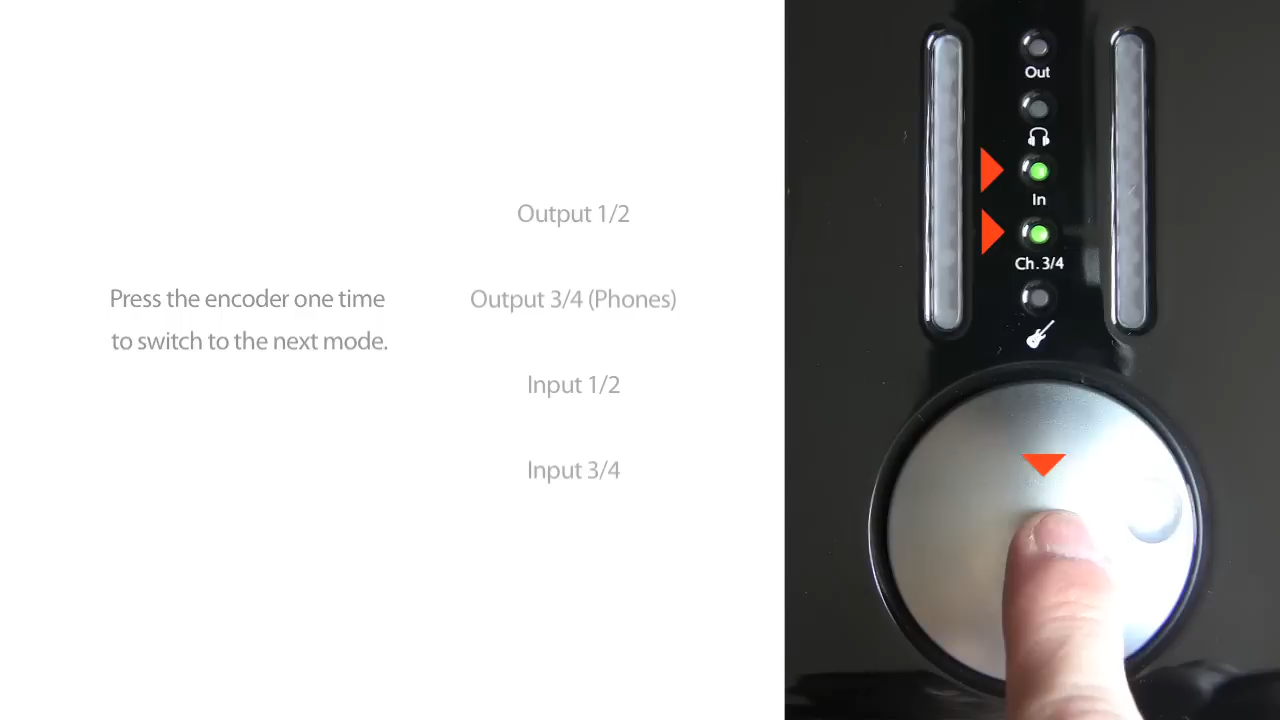 Press the encoder one time
to switch to the next mode.
Output 1/2
Output 3/4 (Phones)
Input 1/2
Input 3/4
Out
In
Ch. 3/4